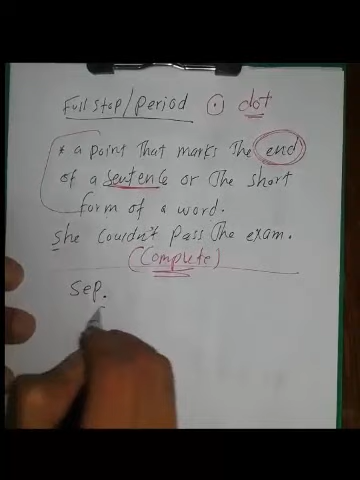 Full stop/period . dot
* a point that marks the end
of a sentence or the short
form of a word.
She couldn't pass the exam.
(Complete)
Sep.